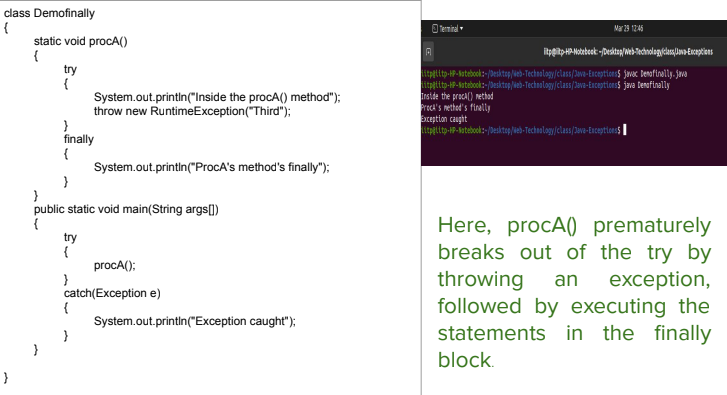 class Demofinally
{
static void procA()
{
try
{
System.out.println("Inside the procA() method");
throw new RuntimeException("Third");
}
finally
{
System.out.println("ProcA's method's finally");
}
}
public static void main(String args[])
{
try
{
procA();
}
catch(Exception e)
{
System.out.println("Exception caught");
}
}
}
Terminal Mar 29 12:46
iitp@iitp-HP-Notebook: ~/Desktop/Web-Technology/class/Java-Exceptions
iitp@iitp-HP-Notebook:~/Desktop/Web-Technology/class/Java-Exceptions$ javac Demofinally.java
iitp@iitp-HP-Notebook:~/Desktop/Web-Technology/class/Java-Exceptions$ java Demofinally
Inside the procA() method
ProcA's method's finally
Exception caught
iitp@iitp-HP-Notebook:~/Desktop/Web-Technology/class/Java-Exceptions$
Here, procA() prematurely
breaks out of the try by
throwing an exception,
followed by executing the
statements in the finally
block.